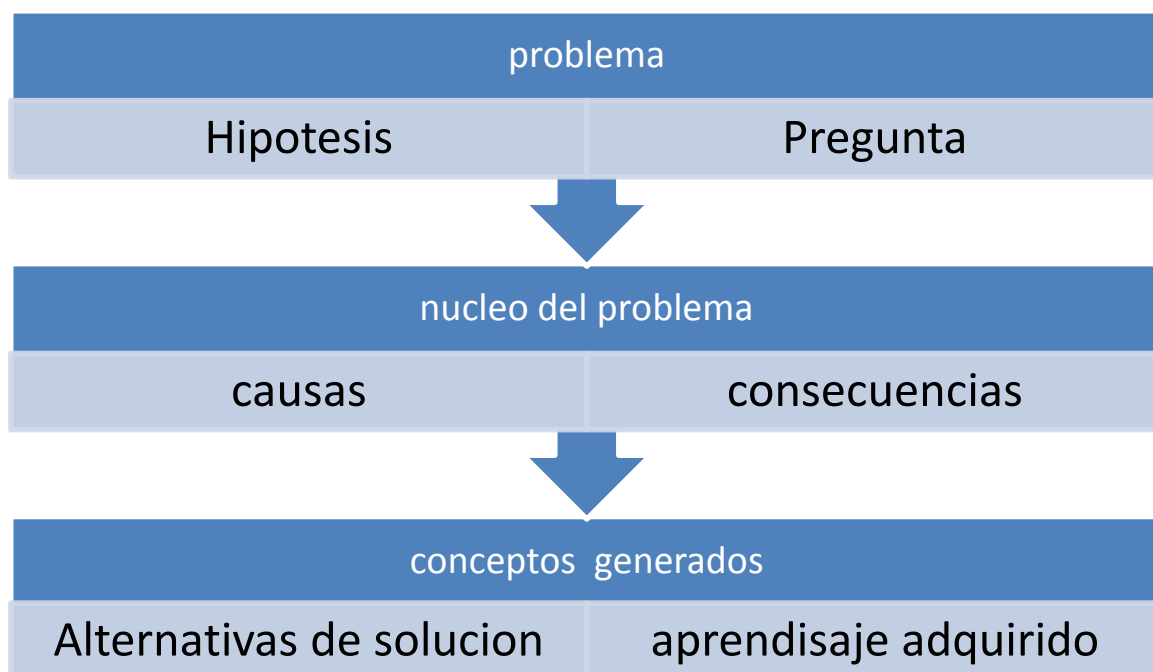 problema
Hipotesis
Pregunta
nucleo del problema
causas
consecuencias
conceptos  generados
Alternativas de solucion
aprendisaje adquirido